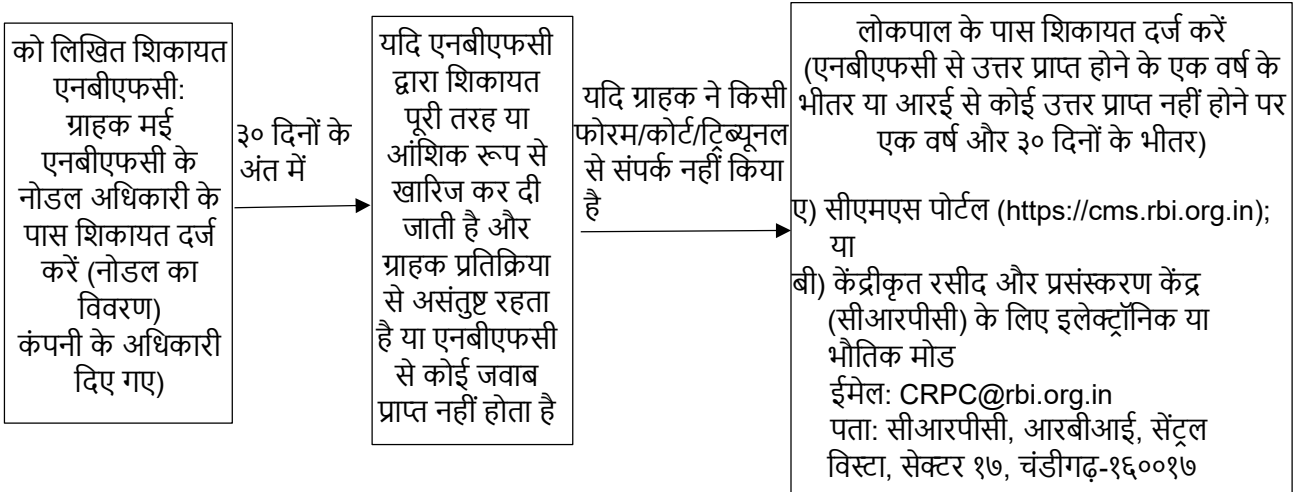 को लिखित शिकायत
एनबीएफसी:
ग्राहक मई
एनबीएफसी के
नोडल अधिकारी के
पास शिकायत दर्ज
करें (नोडल का
विवरण)
कंपनी के अधिकारी
दिए गए)
३० दिनों के
अंत में
यदि एनबीएफसी
द्वारा शिकायत
पूरी तरह या
आंशिक रूप से
खारिज कर दी
जाती है और
ग्राहक प्रतिक्रिया
से असंतुष्ट रहता
है या एनबीएफसी
से कोई जवाब
प्राप्त नहीं होता है
यदि ग्राहक ने किसी
फोरम/कोर्ट/ट्रिब्यूनल
से संपर्क नहीं किया
है
लोकपाल के पास शिकायत दर्ज करें
(एनबीएफसी से उत्तर प्राप्त होने के एक वर्ष के
भीतर या आरई से कोई उत्तर प्राप्त नहीं होने पर
एक वर्ष और ३० दिनों के भीतर)
ए) सीएमएस पोर्टल (https://cms.rbi.org.in);
या
बी) केंद्रीकृत रसीद और प्रसंस्करण केंद्र
(सीआरपीसी) के लिए इलेक्ट्रॉनिक या
भौतिक मोड
ईमेल: CRPC@rbi.org.in
पता: सीआरपीसी, आरबीआई, सेंट्रल
विस्टा, सेक्टर १७, चंडीगढ़-१६००१७